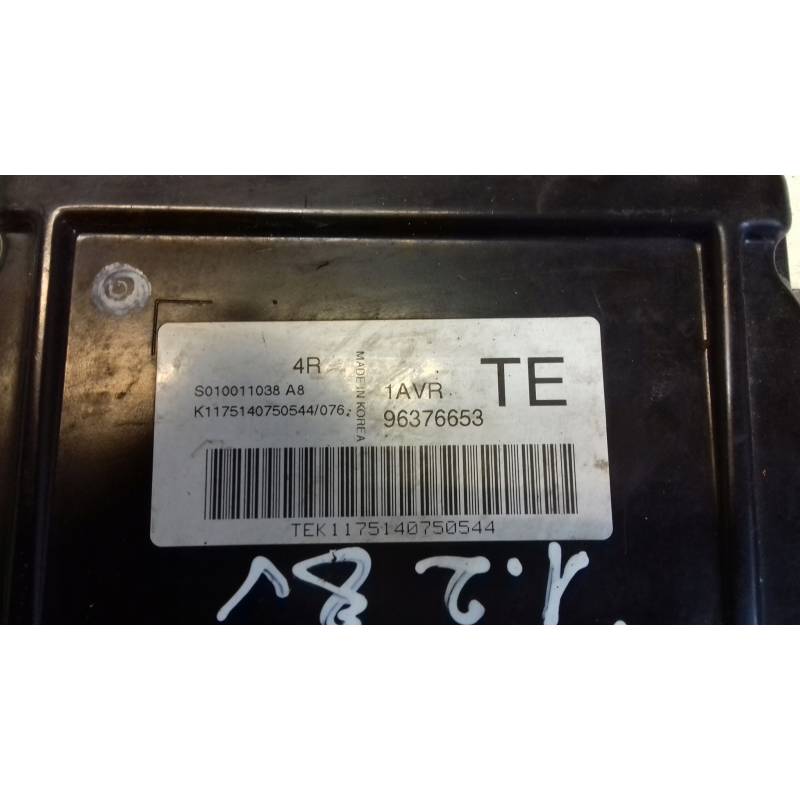 4R
TE
S010011038 A8
1AVR
K1175140750544/076.
96376653
MADE IN KOREA
TEK1175140750544
1.2 8v